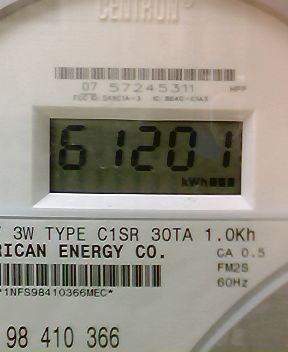 CENTRON
07 57245311
61201
kWh
3W TYPE C1SR 30TA 1.0Kh
RICAN ENERGY CO.
CA 0.5
FM2S
60Hz
*1NFS98410366MEC*
98 410 366